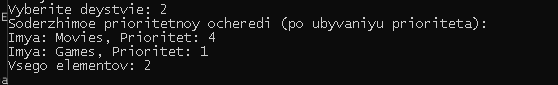 Vyberite deystvie: 2
Soderzhimoe prioritetnoy ocheredi (po ubyvaniyu prioriteta):
Imya: Movies, Prioritet: 4
Imya: Games, Prioritet: 1
Vsego elementov: 2